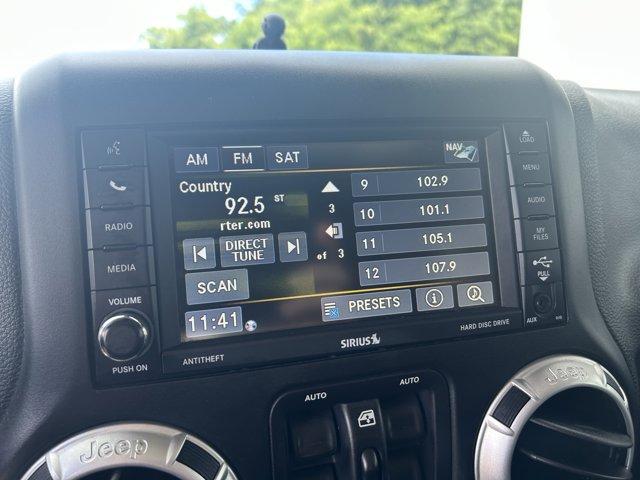 AM FM SAT NAV
Country
92.5 ST
rter.com
DIRECT
TUNE
SCAN
11:41
3
of 3
9 102.9
10 101.1
11 105.1
12 107.9
PRESETS
RADIO
MEDIA
VOLUME
PUSH ON
LOAD
MENU
AUDIO
MY
FILES
PULL
AUX
ANTITHEFT
SIRIUS
HARD DISC DRIVE
AUTO AUTO
Jeep
Jeep